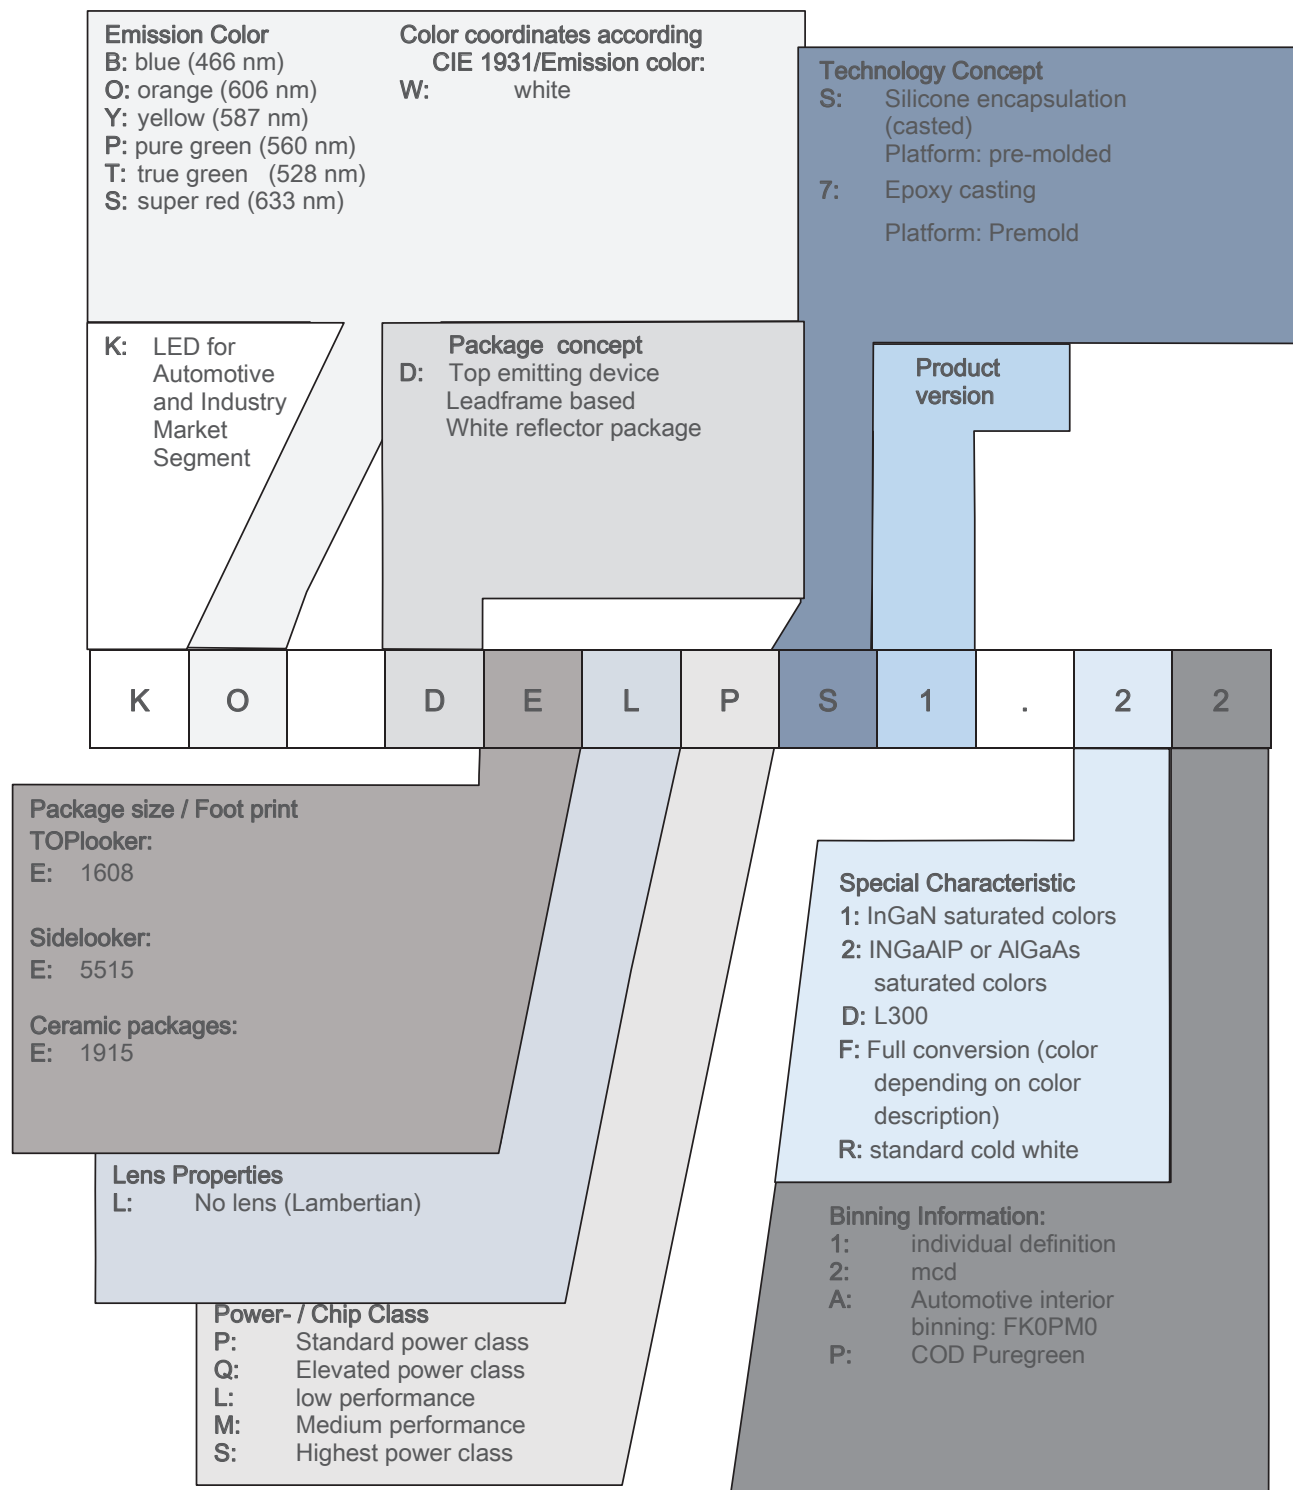 Emission Color
B: blue (466 nm)
O: orange (606 nm)
Y: yellow (587 nm)
P: pure green (560 nm)
T: true green (528 nm)
S: super red (633 nm)
Color coordinates according
CIE 1931/Emission color:
W: white
Technology Concept
S: Silicone encapsulation
(casted)
Platform: pre-molded
7: Epoxy casting
Platform: Premold
K: LED for
Automotive
and Industry
Market
Segment
Package concept
D: Top emitting device
Leadframe based
White reflector package
Product
version
K O D E L P S 1 . 2 2
Package size / Foot print
TOPlooker:
E: 1608
Sidelooker:
E: 5515
Ceramic packages:
E: 1915
Lens Properties
L: No lens (Lambertian)
Power- / Chip Class
P: Standard power class
Q: Elevated power class
L: low performance
M: Medium performance
S: Highest power class
Special Characteristic
1: InGaN saturated colors
2: INGaAlP or AlGaAs
saturated colors
D: L300
F: Full conversion (color
depending on color
description)
R: standard cold white
Binning Information:
1: individual definition
2: mcd
A: Automotive interior
binning: FK0PM0
P: COD Puregreen